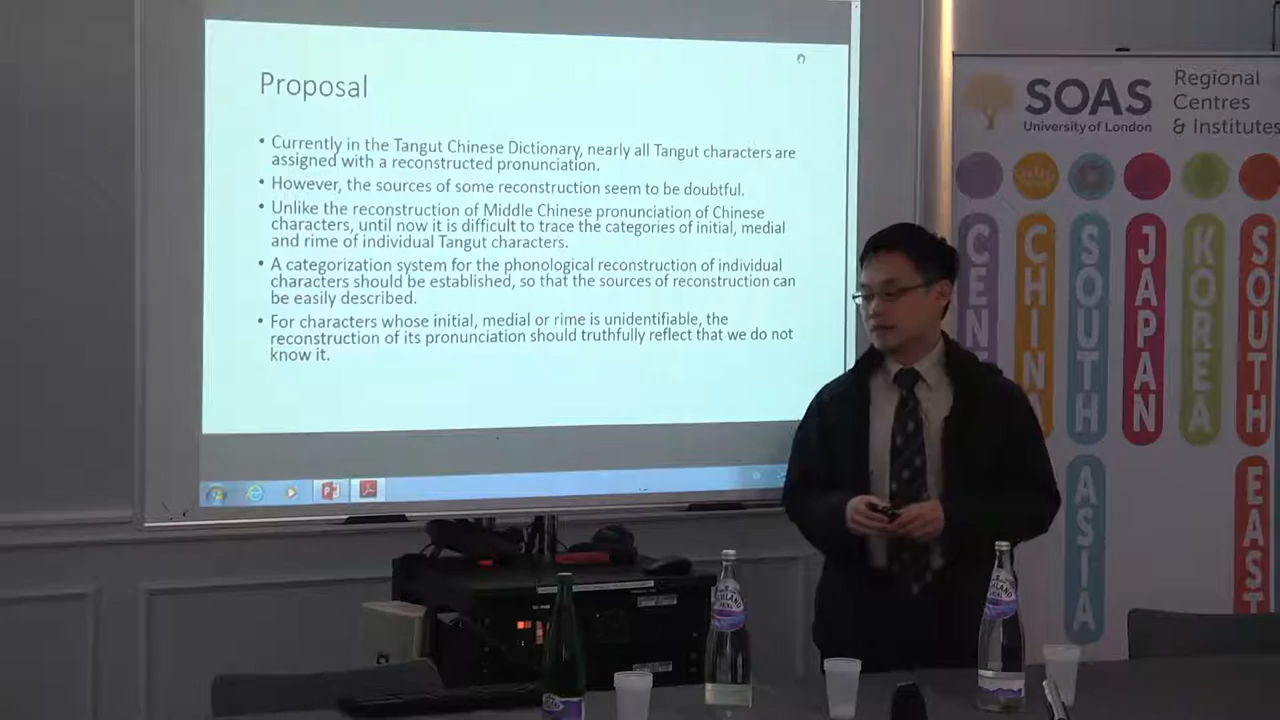 Proposal
• Currently in the Tangut Chinese Dictionary, nearly all Tangut characters are
assigned with a reconstructed pronunciation.
• However, the sources of some reconstruction seem to be doubtful.
• Unlike the reconstruction of Middle Chinese pronunciation of Chinese
characters, until now it is difficult to trace the categories of initial, medial
and rime of individual Tangut characters.
• A categorization system for the phonological reconstruction of individual
characters should be established, so that the sources of reconstruction can
be easily described.
• For characters whose initial, medial or rime is unidentifiable, the
reconstruction of its pronunciation should truthfully reflect that we do not
know it.
SOAS
University of London
Regional
Centres
& Institutes
CHINA
SOUTH
ASIA
JAPAN
KOREA
SOUTH
EAST